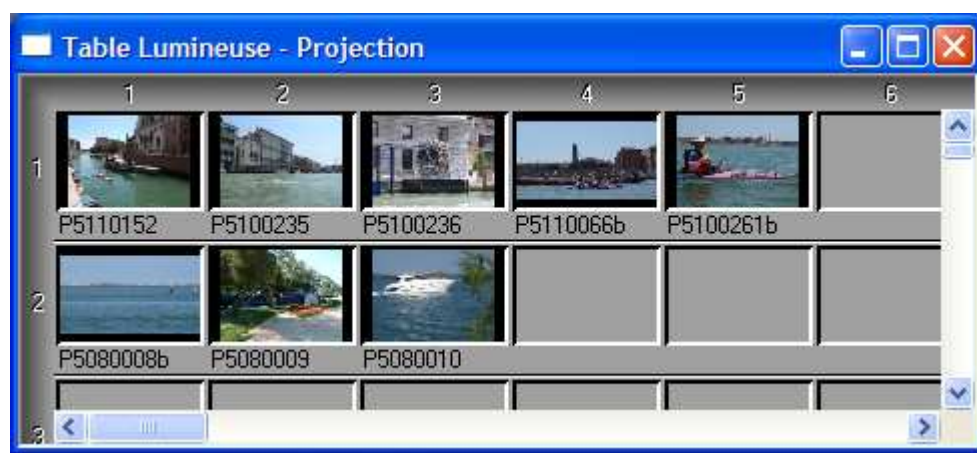 Table Lumineuse - Projection
1 2 3 4 5 6
1
P5110152 P5100235 P5100236 P5110066b P5100261b
2
P5080008b P5080009 P5080010
3